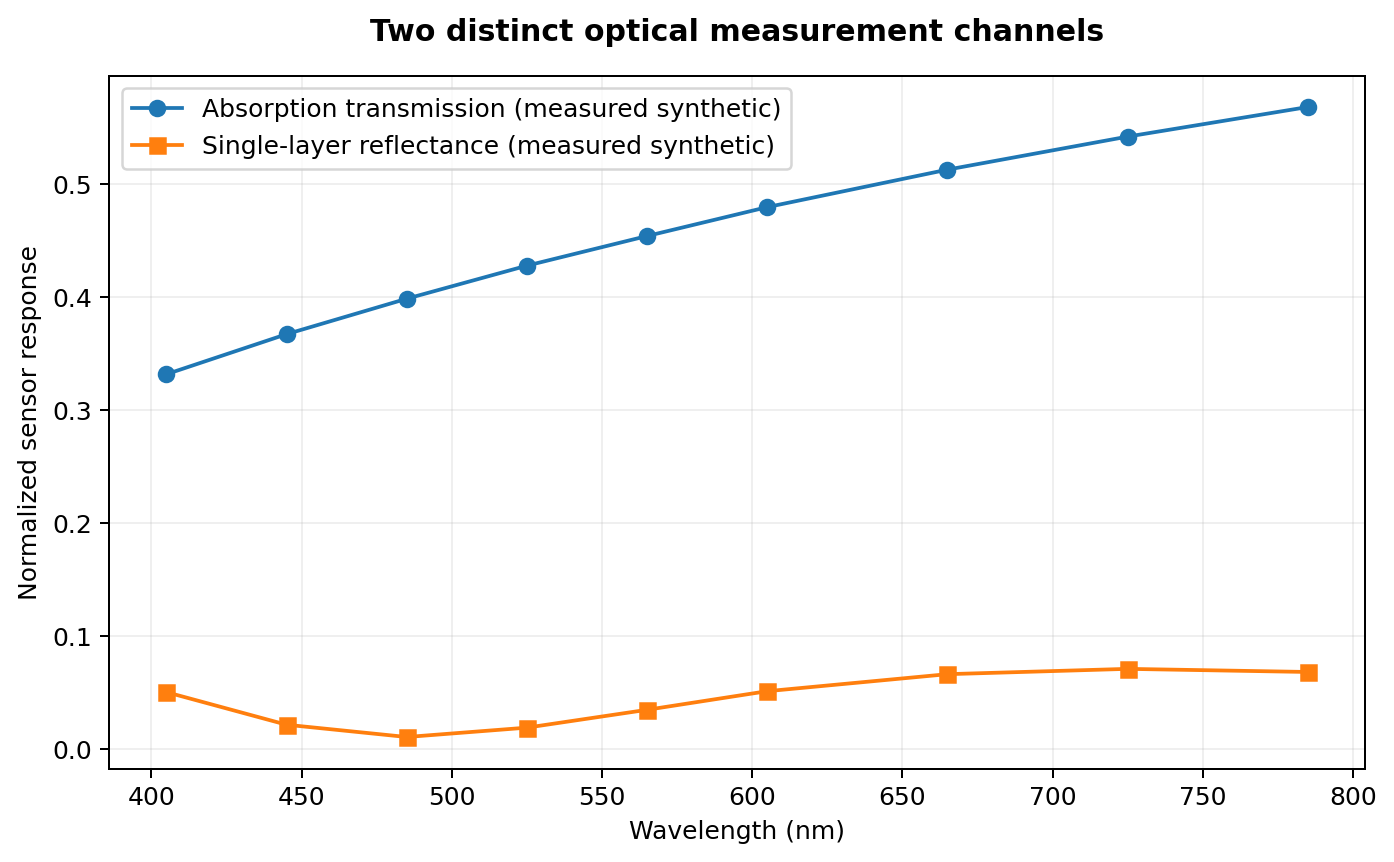 Two distinct optical measurement channels
Absorption transmission (measured synthetic)
Single-layer reflectance (measured synthetic)
Normalized sensor response
0.5
0.4
0.3
0.2
0.1
0.0
400 450 500 550 600 650 700 750 800
Wavelength (nm)